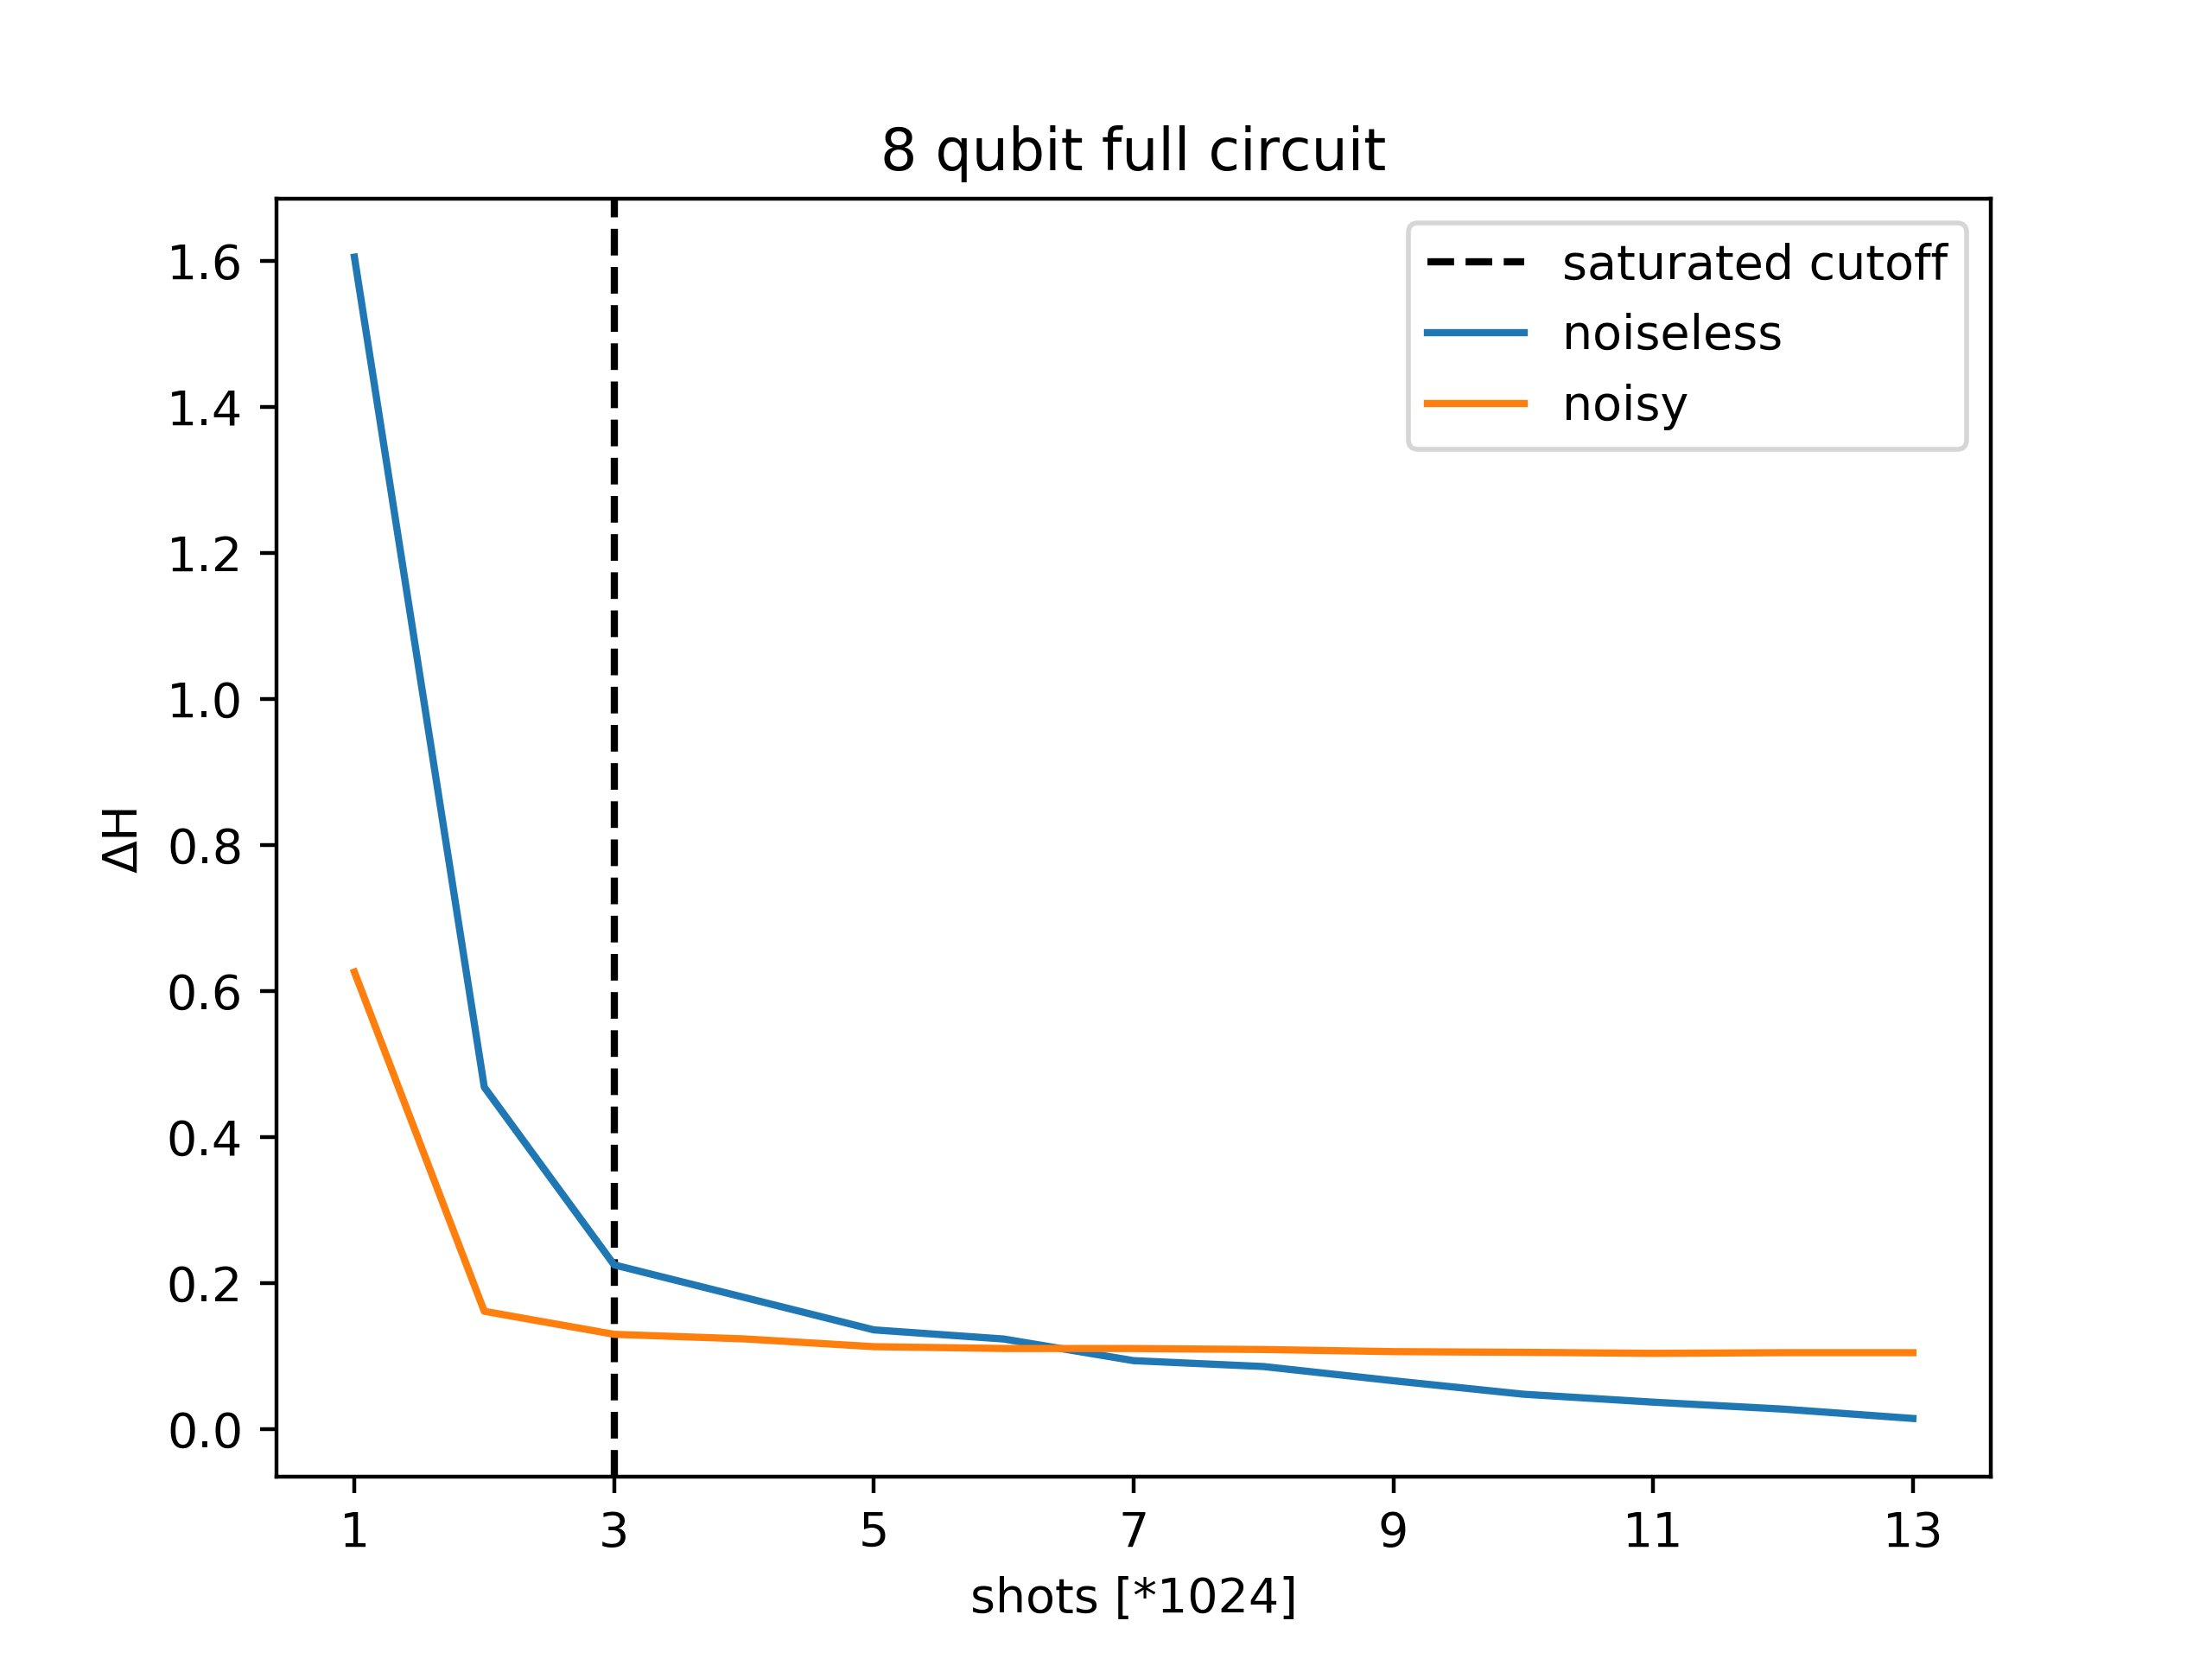 8 qubit full circuit
saturated cutoff
noiseless
noisy
1.6
1.4
1.2
1.0
0.8
0.6
0.4
0.2
0.0
ΔH
1 3 5 7 9 11 13
shots [*1024]